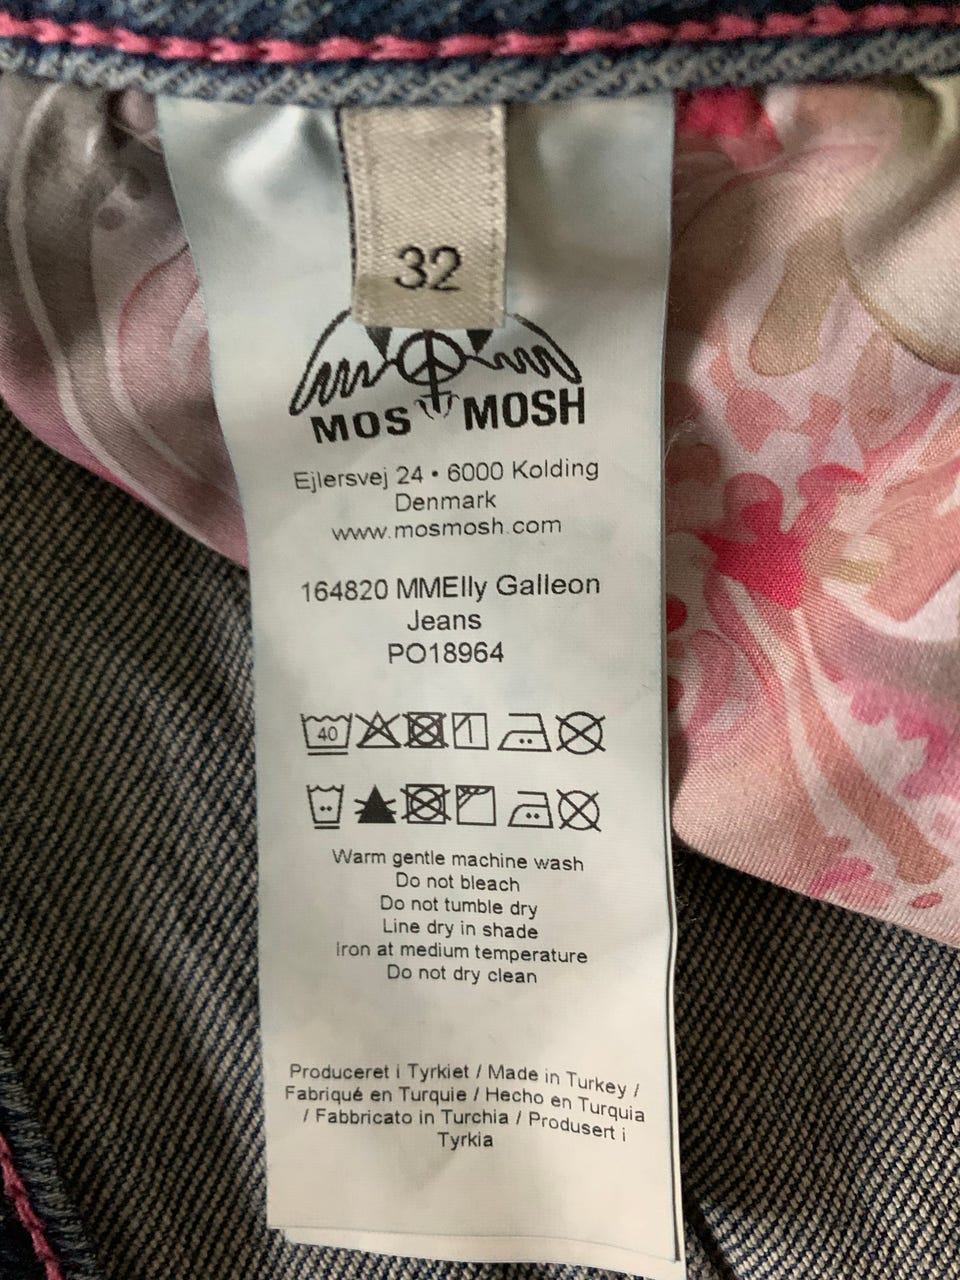 32
MOS MOSH
Ejlersvej 24 • 6000 Kolding
Denmark
www.mosmosh.com
164820 MMElly Galleon
Jeans
PO18964
40
Warm gentle machine wash
Do not bleach
Do not tumble dry
Line dry in shade
Iron at medium temperature
Do not dry clean
Produceret i Tyrkiet / Made in Turkey /
Fabriqué en Turquie / Hecho en Turquia
/ Fabbricato in Turchia / Produsert i
Tyrkia